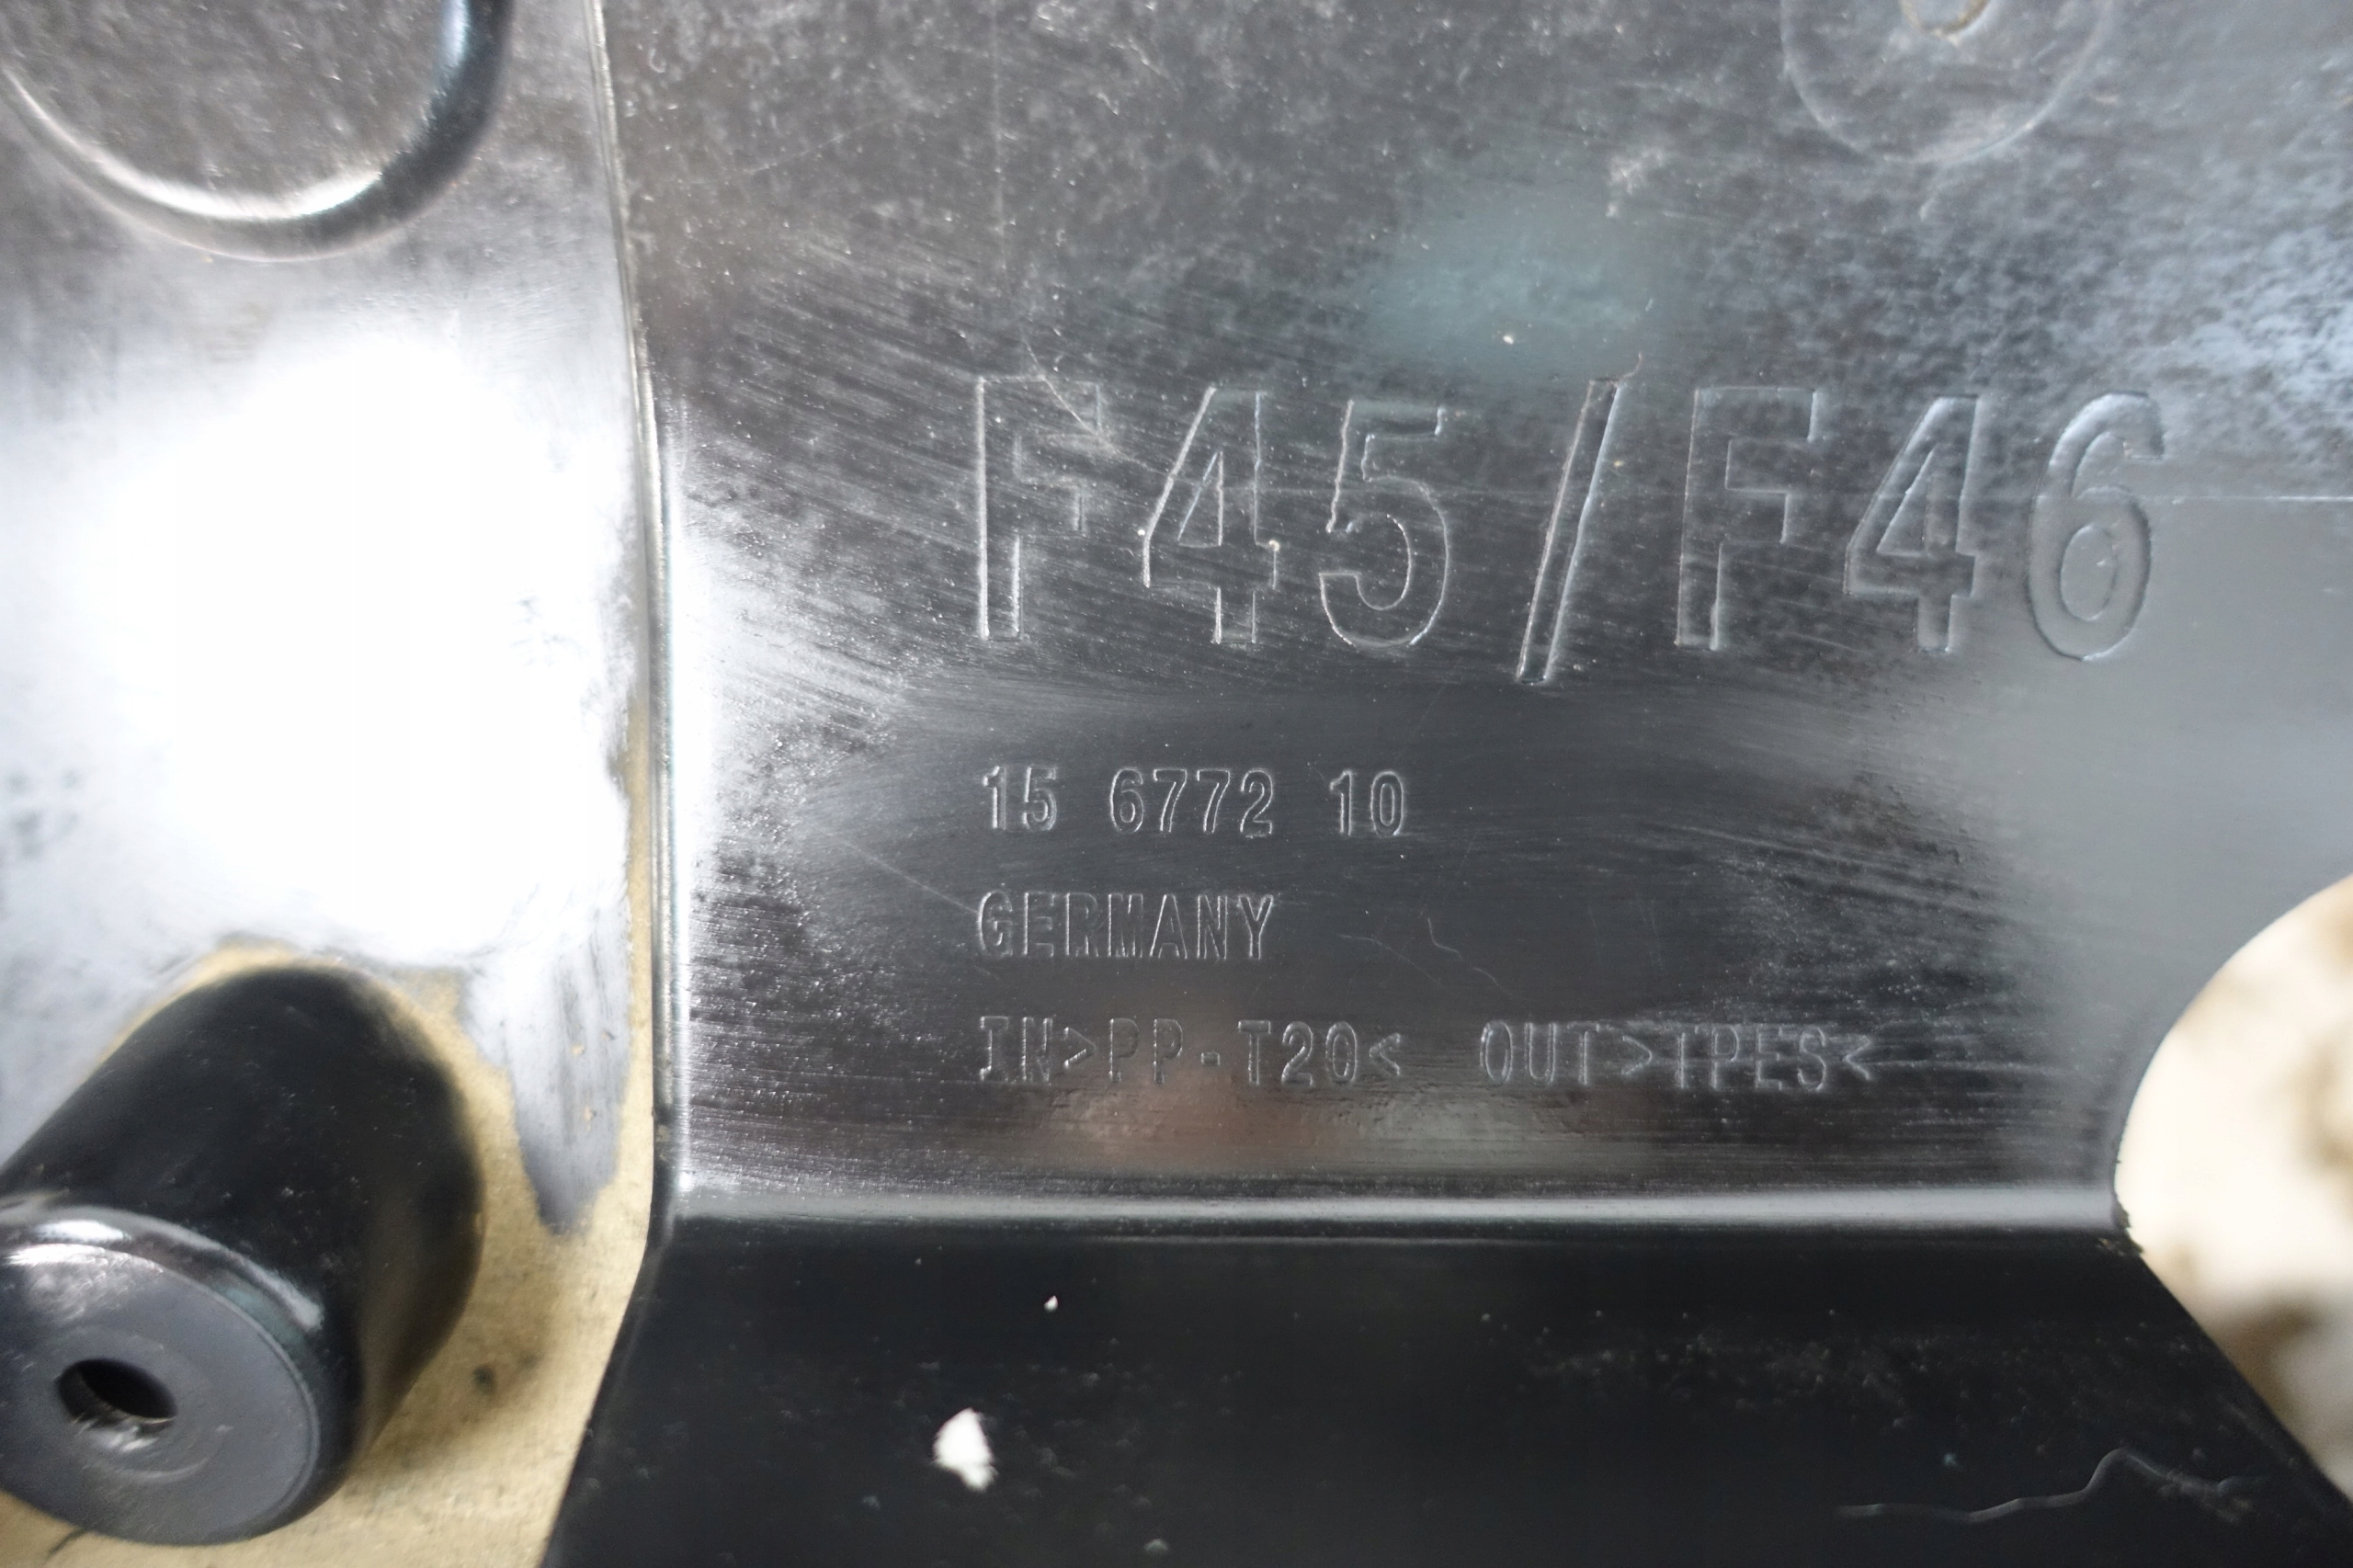 F45/F46
15 6772 10
GERMANY
IN>PP-T20< OUT>TPES<